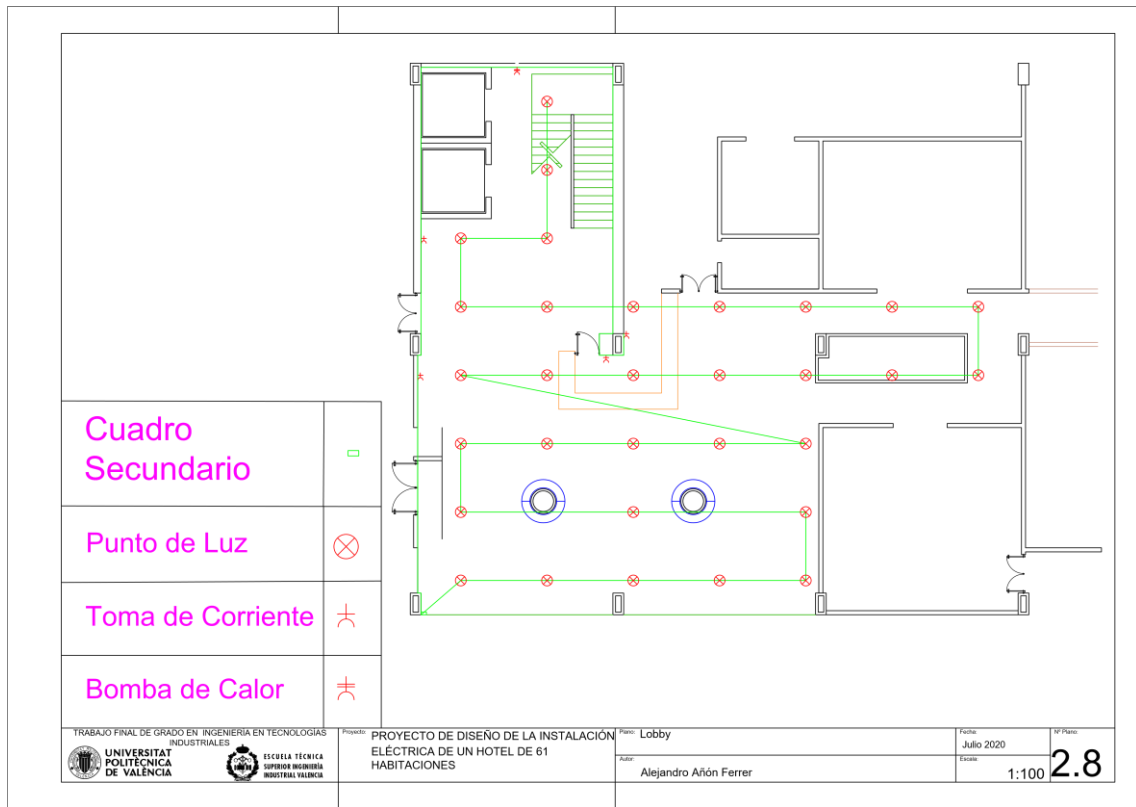 Cuadro
Secundario
Punto de Luz
Toma de Corriente
Bomba de Calor
TRABAJO FINAL DE GRADO EN INGENIERÍA EN TECNOLOGÍAS
INDUSTRIALES
UNIVERSITAT
POLITÈCNICA
DE VALÈNCIA
ESCUELA TÉCNICA
SUPERIOR INGENIERÍA
INDUSTRIAL VALENCIA
Proyecto:
PROYECTO DE DISEÑO DE LA INSTALACIÓN
ELÉCTRICA DE UN HOTEL DE 61
HABITACIONES
Plano:
Lobby
Autor:
Alejandro Añón Ferrer
Fecha:
Julio 2020
Escala:
1:100
Nº Plano:
2.8